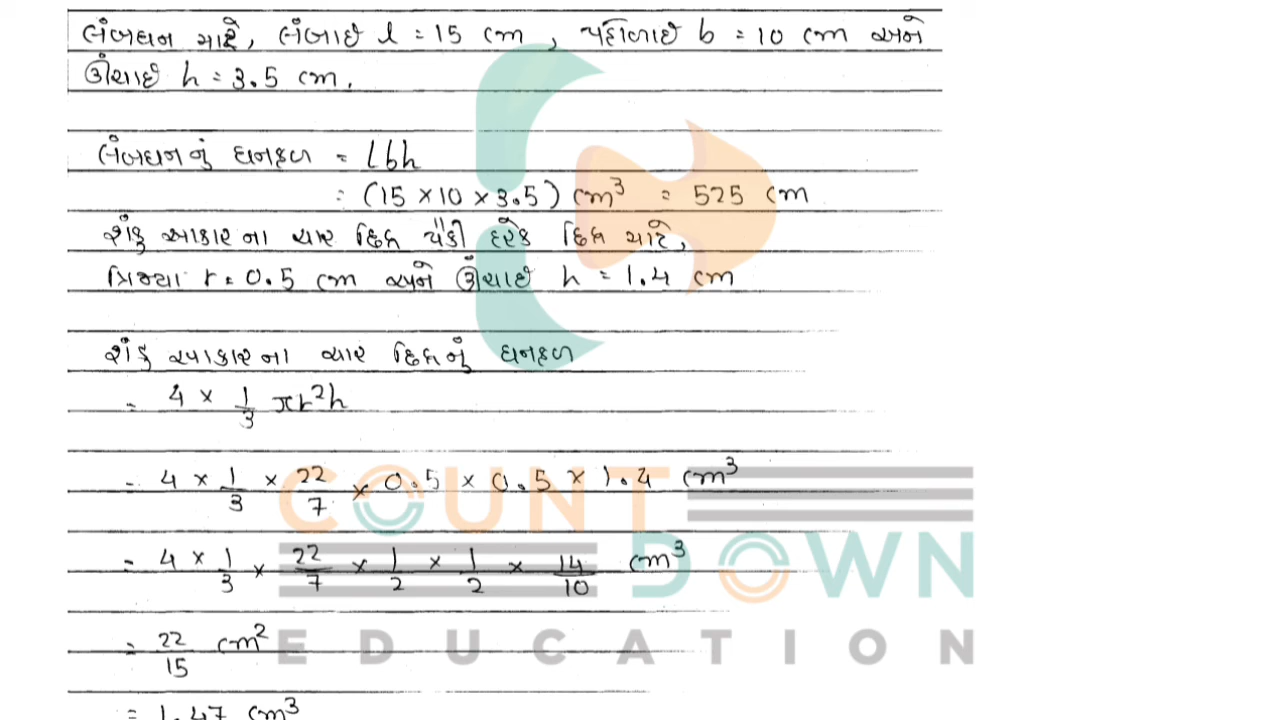 લંબઘન માટે, લંબાઈ l = 15 cm, પહોળાઈ b = 10 cm અને
ઊંચાઈ h = 3.5 cm.
લંબઘનનું ઘનફળ = lbh
= (15 × 10 × 3.5) cm³ = 525 cm
શંકુ આકારના ચાર છિદ્ર પૈકી દરેક છિદ્ર માટે,
ત્રિજ્યા r = 0.5 cm અને ઊંચાઈ h = 1.4 cm
શંકુ આકારના ચાર છિદ્રનું ઘનફળ
= 4 × 1/3 πr²h
= 4 × 1/3 × 22/7 × 0.5 × 0.5 × 1.4 cm³
= 4 × 1/3 × 22/7 × 1/2 × 1/2 × 14/10 cm³
= 22/15 cm²
= 1.47 cm³
COUNT
DOWN
EDUCATION